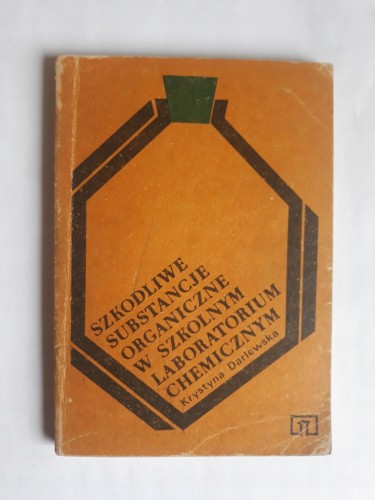 SZKODLIWE
SUBSTANCJE
ORGANICZNE
W SZKOLNYM
LABORATORIUM
CHEMICZNYM
Krystyna Darlewska